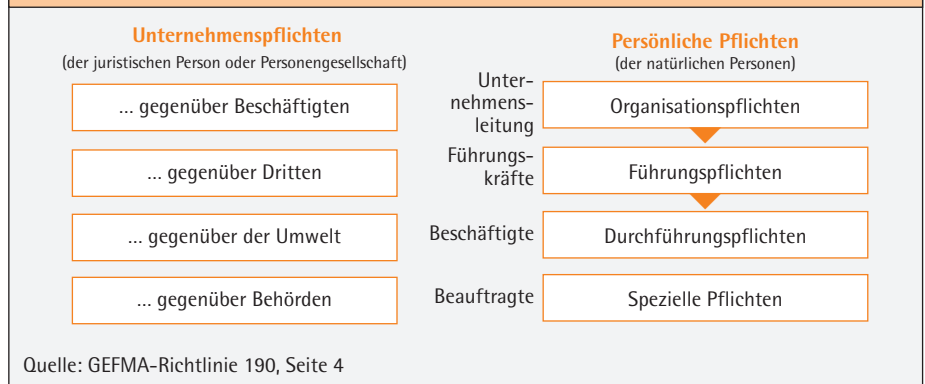 Unternehmenspflichten
(der juristischen Person oder Personengesellschaft)
... gegenüber Beschäftigten
... gegenüber Dritten
... gegenüber der Umwelt
... gegenüber Behörden
Persönliche Pflichten
(der natürlichen Personen)
Unter-
nehmens-
leitung
Organisationspflichten
Führungs-
kräfte
Führungspflichten
Beschäftigte
Durchführungspflichten
Beauftragte
Spezielle Pflichten
Quelle: GEFMA-Richtlinie 190, Seite 4